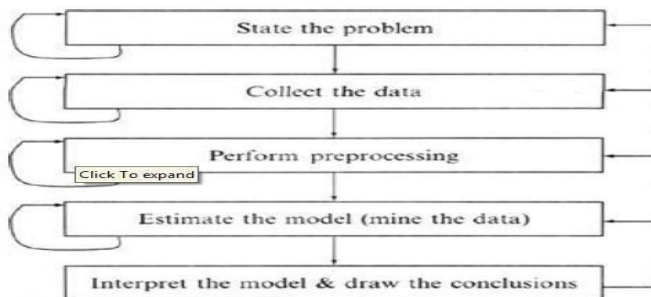 State the problem
Collect the data
Perform preprocessing
Click To expand
Estimate the model (mine the data)
Interpret the model & draw the conclusions